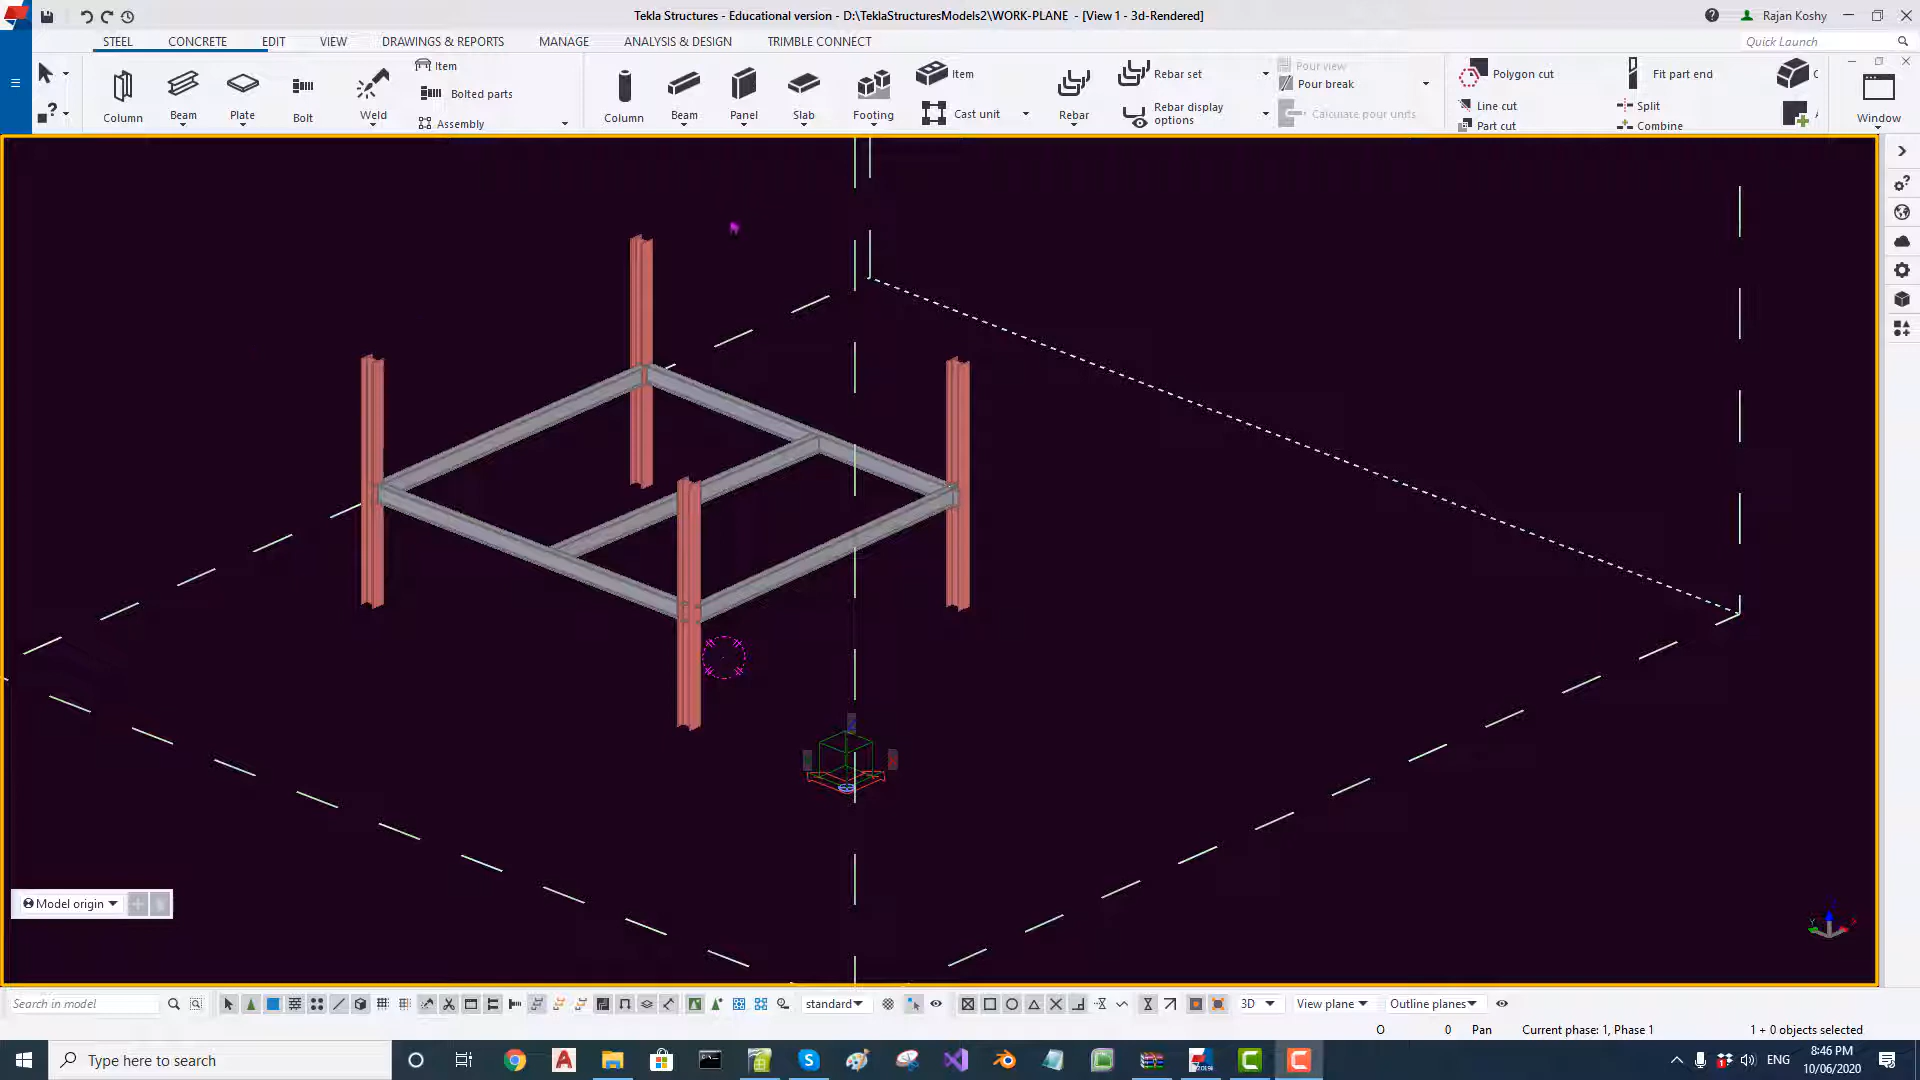 Tekla Structures - Educational version - D:\TeklaStructuresModels2\WORK-PLANE - [View 1 - 3d-Rendered]
Rajan Koshy
STEEL CONCRETE EDIT VIEW DRAWINGS & REPORTS MANAGE ANALYSIS & DESIGN TRIMBLE CONNECT
Quick Launch
Column
Beam
Plate
Bolt
Weld
Item
Bolted parts
Assembly
Column
Beam
Panel
Slab
Footing
Item
Cast unit
Rebar
Rebar set
Rebar display
options
Pour view
Pour break
Calculate pour units
Polygon cut
Line cut
Part cut
Fit part end
Split
Combine
Window
Model origin
Search in model
standard
3D
View plane
Outline planes
O 0 Pan Current phase: 1, Phase 1 1 + 0 objects selected
Type here to search
ENG
8:46 PM
10/06/2020